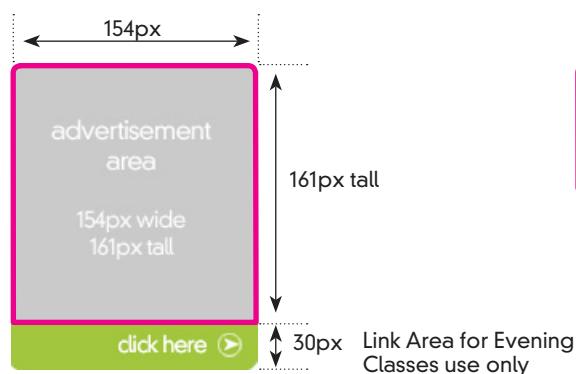 154px
advertisement
area
154px wide
161px tall
161px tall
click here
30px
Link Area for Evening
Classes use only